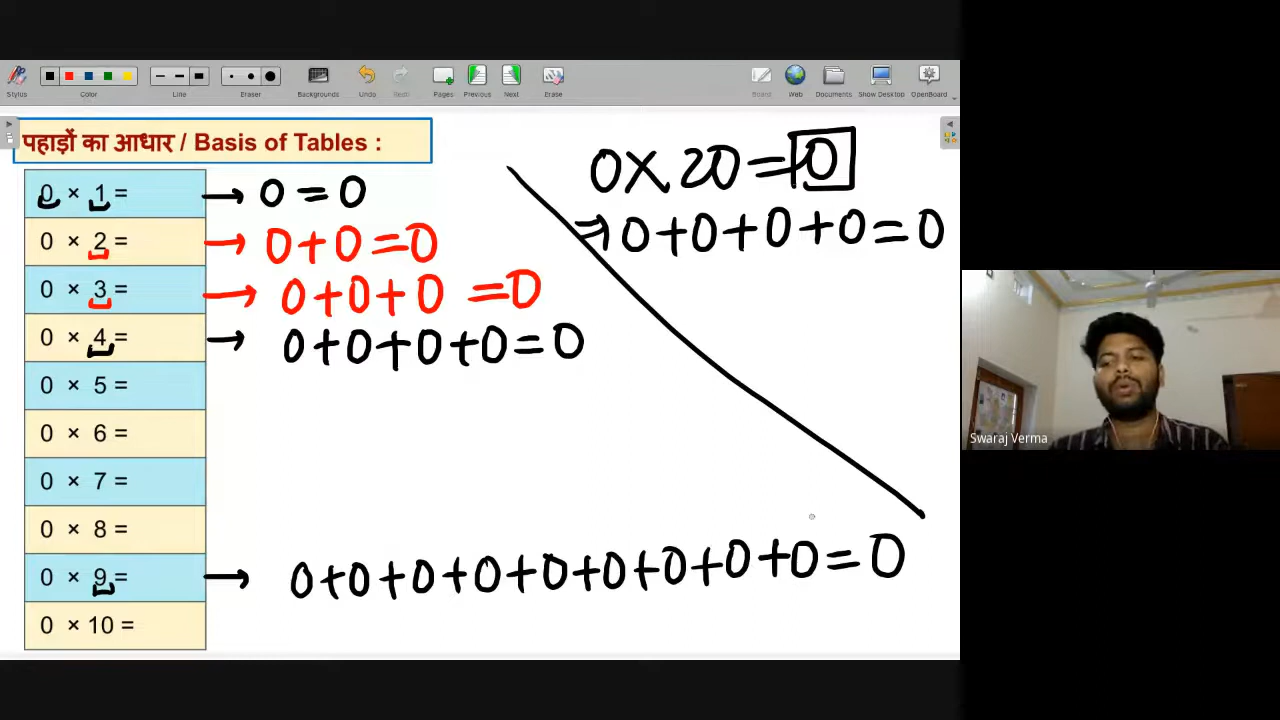 Stylus Color Line Eraser Backgrounds Undo Redo Pages Previous Next Erase Board Web Documents Show Desktop OpenBoard
पहाड़ों का आधार / Basis of Tables :
0 × 1 = → 0 = 0
0 × 2 = → 0+0=0
0 × 3 = → 0+0+0 =0
0 × 4 = → 0+0+0+0=0
0 × 5 =
0 × 6 =
0 × 7 =
0 × 8 =
0 × 9 = → 0+0+0+0+0+0+0+0+0=0
0 × 10 =
0×20=0
⇒0+0+0+0=0
Swaraj Verma